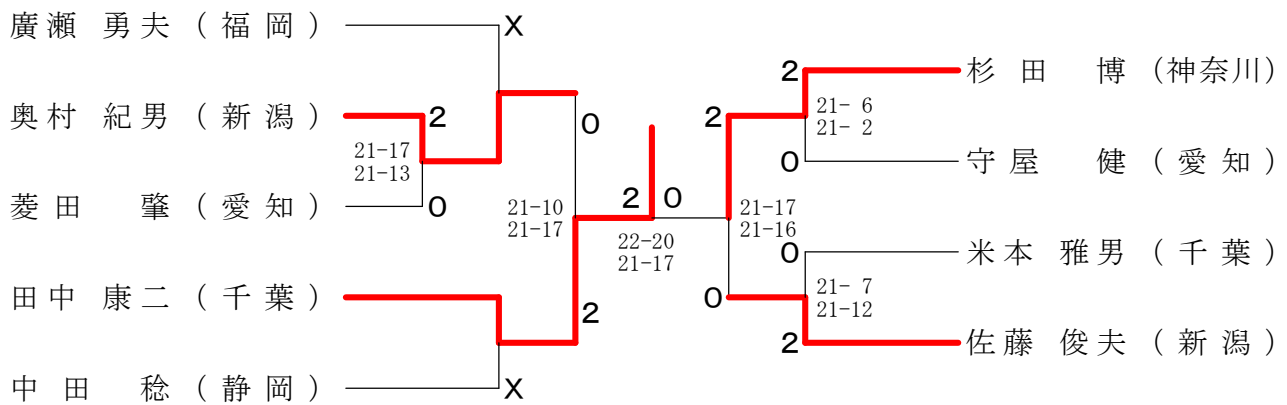 廣瀬 勇夫 ( 福岡 )
X
奥村 紀男 ( 新潟 )
2
21-17
21-13
菱田 肇 ( 愛知 )
0
0
21-10
21-17
田中 康二 ( 千葉 )
2
中田 稔 ( 静岡 )
X
2
0
22-20
21-17
2
杉田 博 (神奈川)
2
21- 6
21- 2
0
守屋 健 ( 愛知 )
21-17
21-16
0
米本 雅男 ( 千葉 )
0
21- 7
21-12
2
佐藤 俊夫 ( 新潟 )